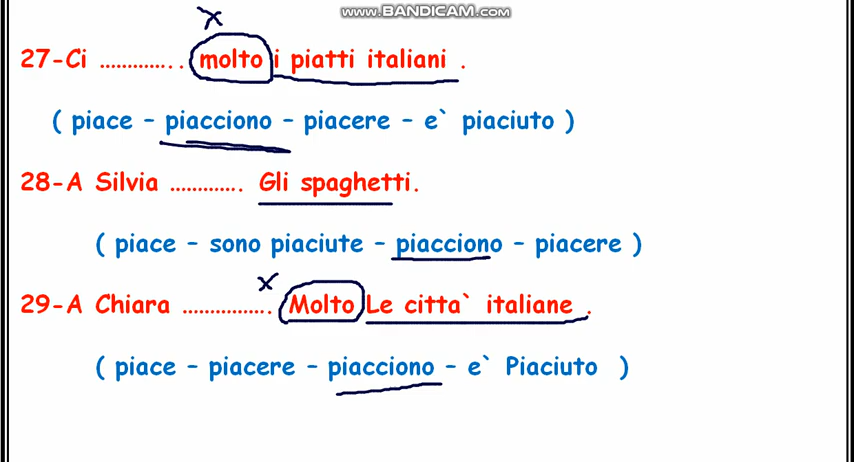 WWW.BANDICAM.COM
x
27-Ci .............. molto i piatti italiani .
( piace - piacciono - piacere - e` piaciuto )
28-A Silvia ............. Gli spaghetti.
( piace - sono piaciute - piacciono - piacere )
x
29-A Chiara ................ Molto Le citta` italiane .
( piace - piacere - piacciono - e` Piaciuto )